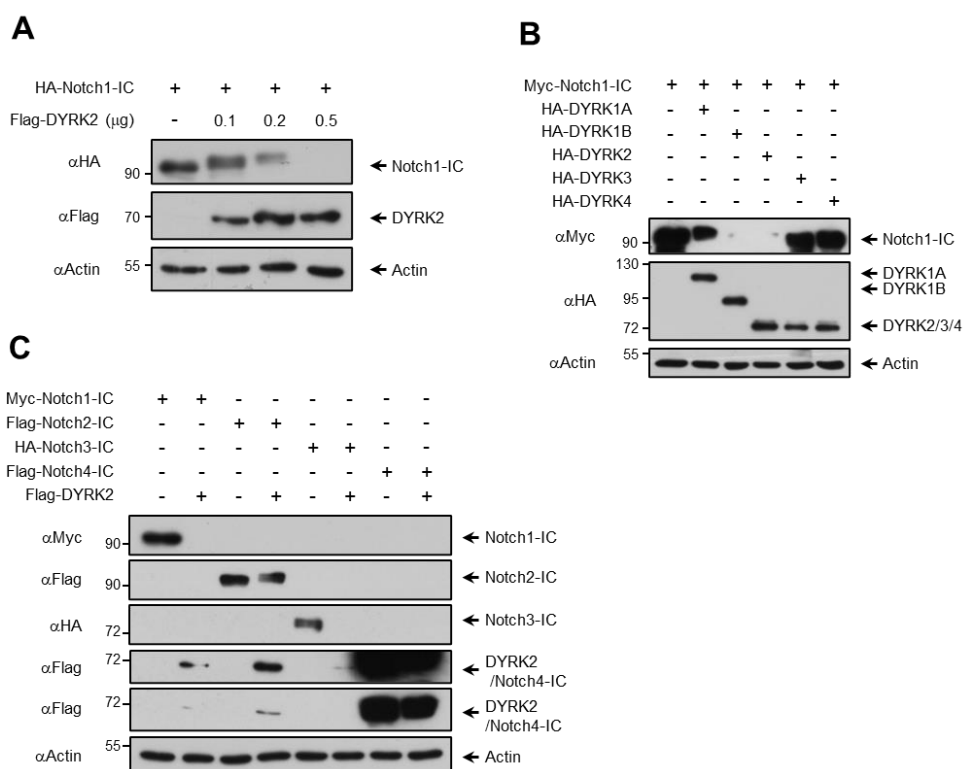 A
HA-Notch1-IC + + + +
Flag-DYRK2 (μg) - 0.1 0.2 0.5
αHA 90 Notch1-IC
αFlag 70 DYRK2
αActin 55 Actin
B
Myc-Notch1-IC + + + + + +
HA-DYRK1A - + - - - -
HA-DYRK1B - - + - - -
HA-DYRK2 - - - + - -
HA-DYRK3 - - - - + -
HA-DYRK4 - - - - - +
αMyc 90 Notch1-IC
130 DYRK1A
DYRK1B
αHA 95
72 DYRK2/3/4
55
αActin Actin
C
Myc-Notch1-IC + + - - - - - -
Flag-Notch2-IC - - + + - - - -
HA-Notch3-IC - - - - + + - -
Flag-Notch4-IC - - - - - - + +
Flag-DYRK2 - + - + - + - +
αMyc 90 Notch1-IC
αFlag 90 Notch2-IC
αHA 72 Notch3-IC
αFlag 72 DYRK2
/Notch4-IC
αFlag 72 DYRK2
/Notch4-IC
αActin 55 Actin